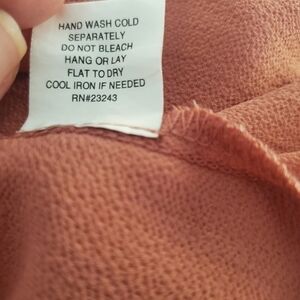 HAND WASH COLD
SEPARATELY
DO NOT BLEACH
HANG OR LAY
FLAT TO DRY
COOL IRON IF NEEDED
RN#23243